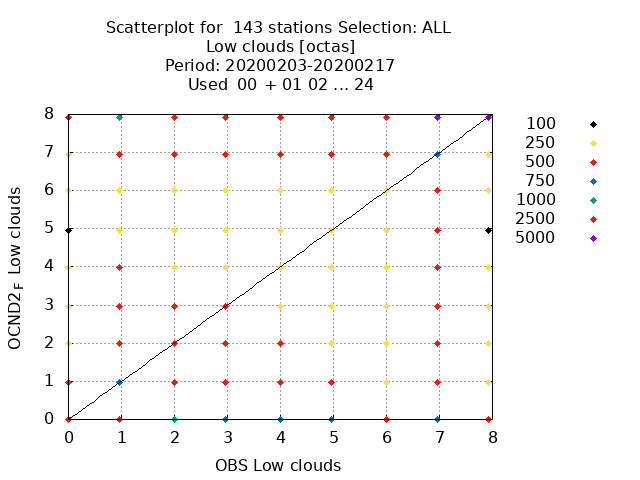 Scatterplot for 143 stations Selection: ALL
Low clouds [octas]
Period: 20200203-20200217
Used 00 + 01 02 ... 24
8
7
6
5
4
3
2
1
0
OCND2F Low clouds
0 1 2 3 4 5 6 7 8
OBS Low clouds
100
250
500
750
1000
2500
5000